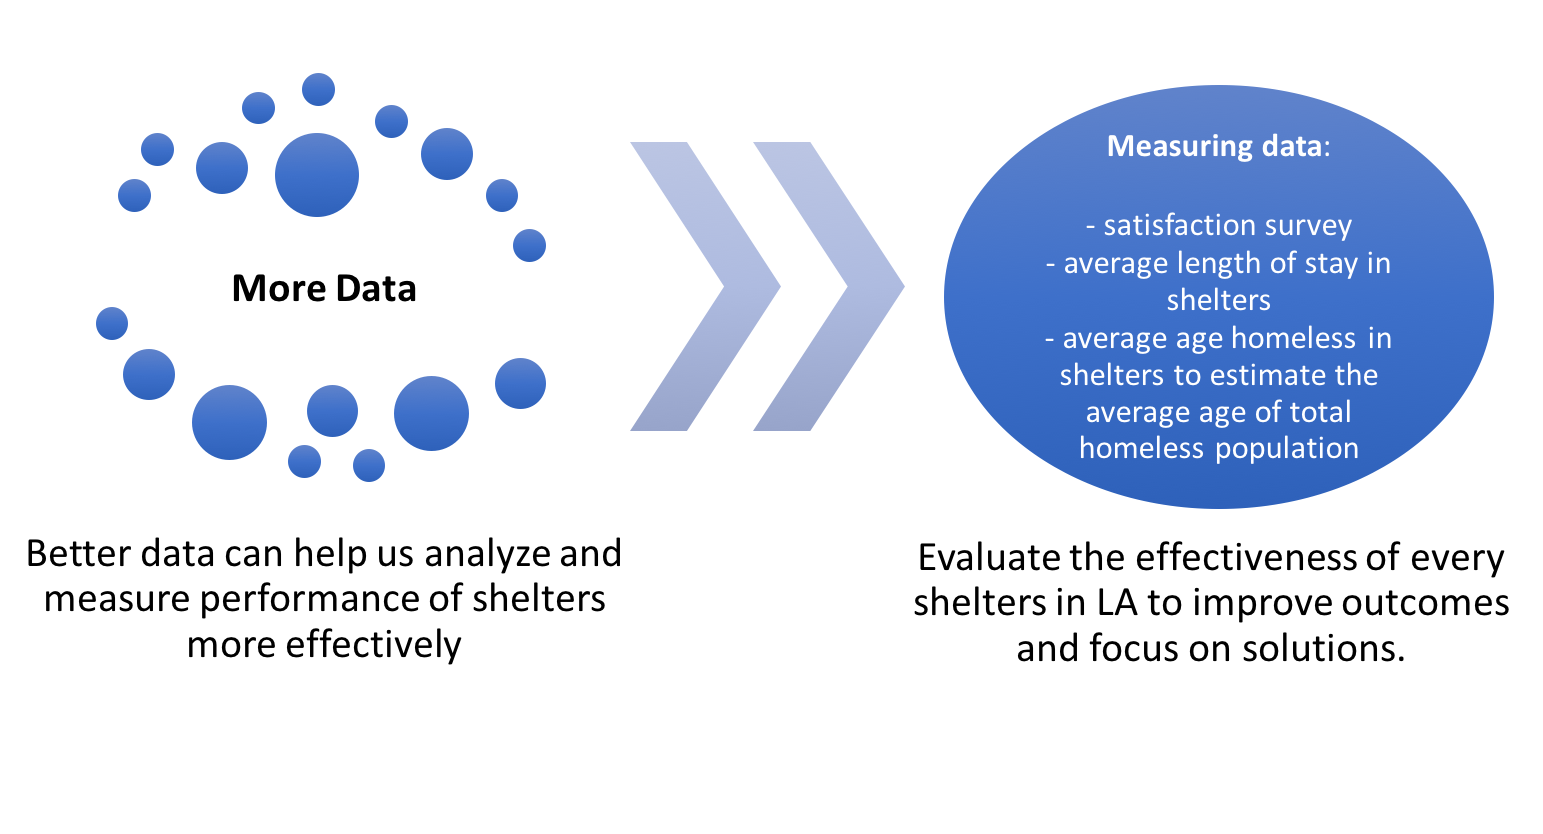 More Data
Better data can help us analyze and
measure performance of shelters
more effectively
Measuring data:
- satisfaction survey
- average length of stay in
shelters
- average age homeless in
shelters to estimate the
average age of total
homeless population
Evaluate the effectiveness of every
shelters in LA to improve outcomes
and focus on solutions.